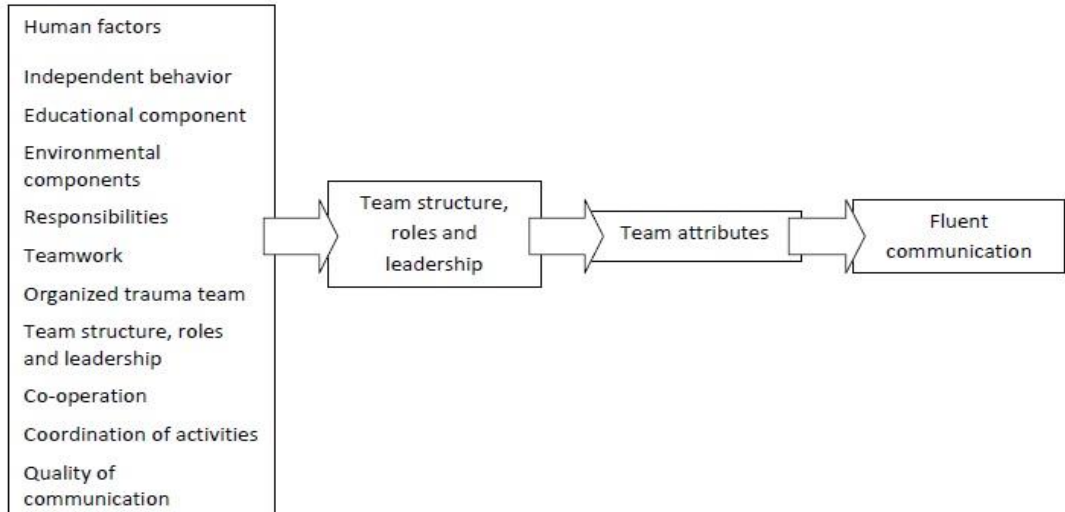 Human factors
Independent behavior
Educational component
Environmental
components
Responsibilities
Teamwork
Organized trauma team
Team structure, roles
and leadership
Co-operation
Coordination of activities
Quality of
communication
Team structure,
roles and
leadership
Team attributes
Fluent
communication